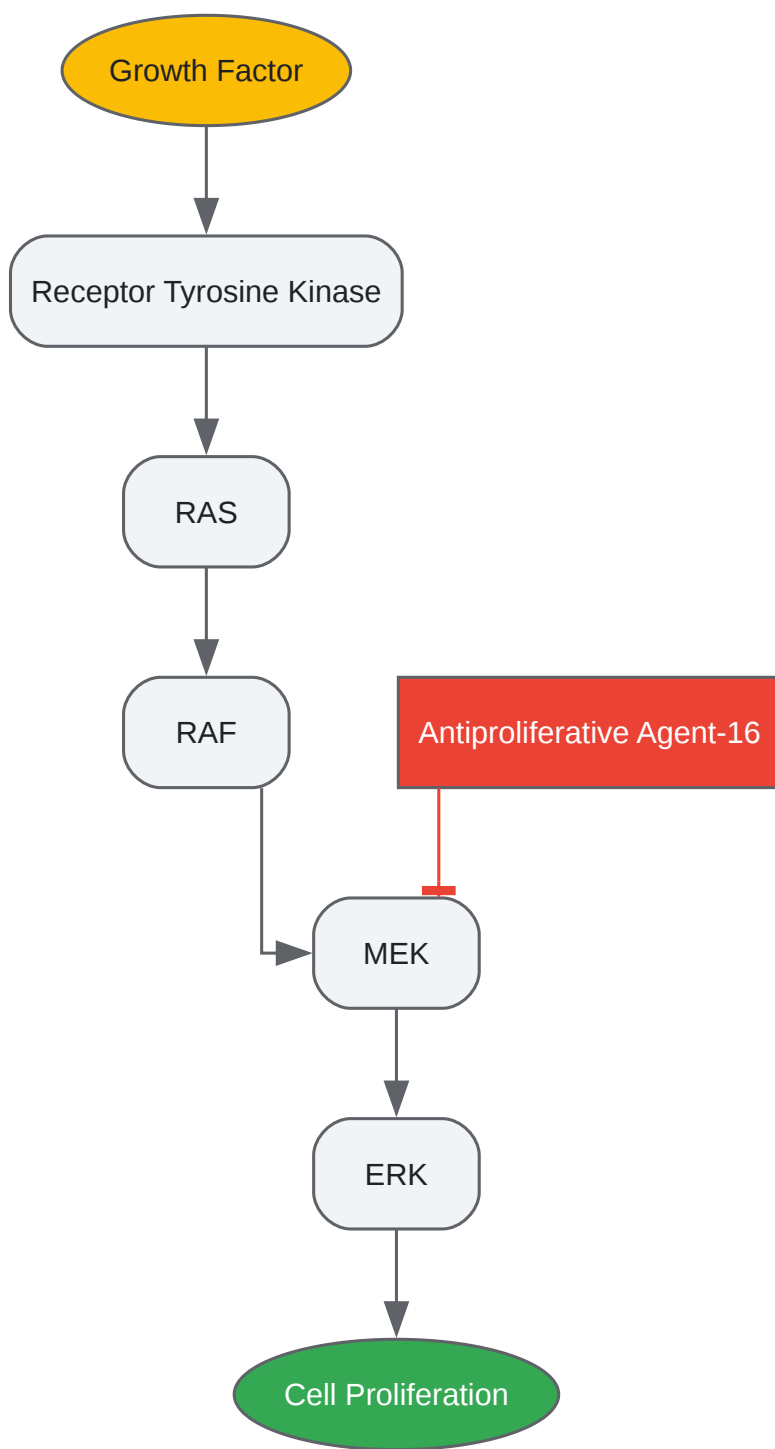 Growth Factor
Receptor Tyrosine Kinase
RAS
RAF
Antiproliferative Agent-16
MEK
ERK
Cell Proliferation